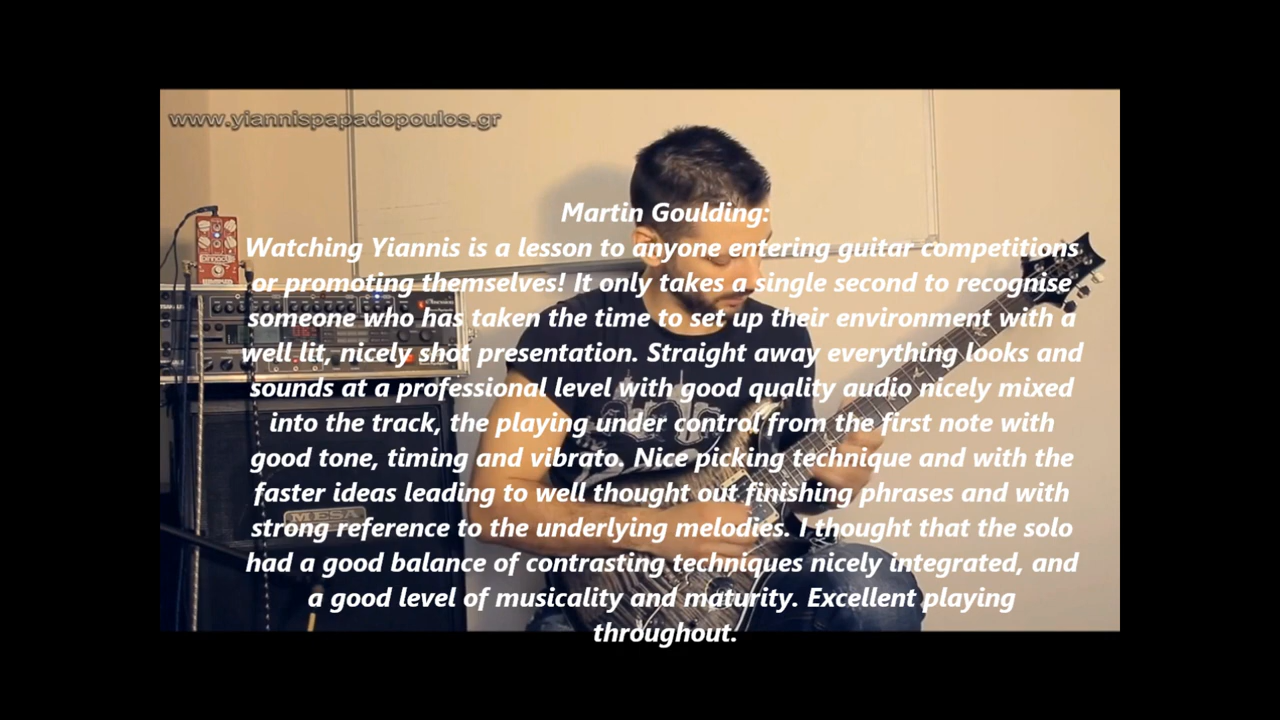 www.yiannispapadopoulos.gr
Martin Goulding:
Watching Yiannis is a lesson to anyone entering guitar competitions
or promoting themselves! It only takes a single second to recognise
someone who has taken the time to set up their environment with a
well lit, nicely shot presentation. Straight away everything looks and
sounds at a professional level with good quality audio nicely mixed
into the track, the playing under control from the first note with
good tone, timing and vibrato. Nice picking technique and with the
faster ideas leading to well thought out finishing phrases and with
strong reference to the underlying melodies. I thought that the solo
had a good balance of contrasting techniques nicely integrated, and
a good level of musicality and maturity. Excellent playing
throughout.
MESA